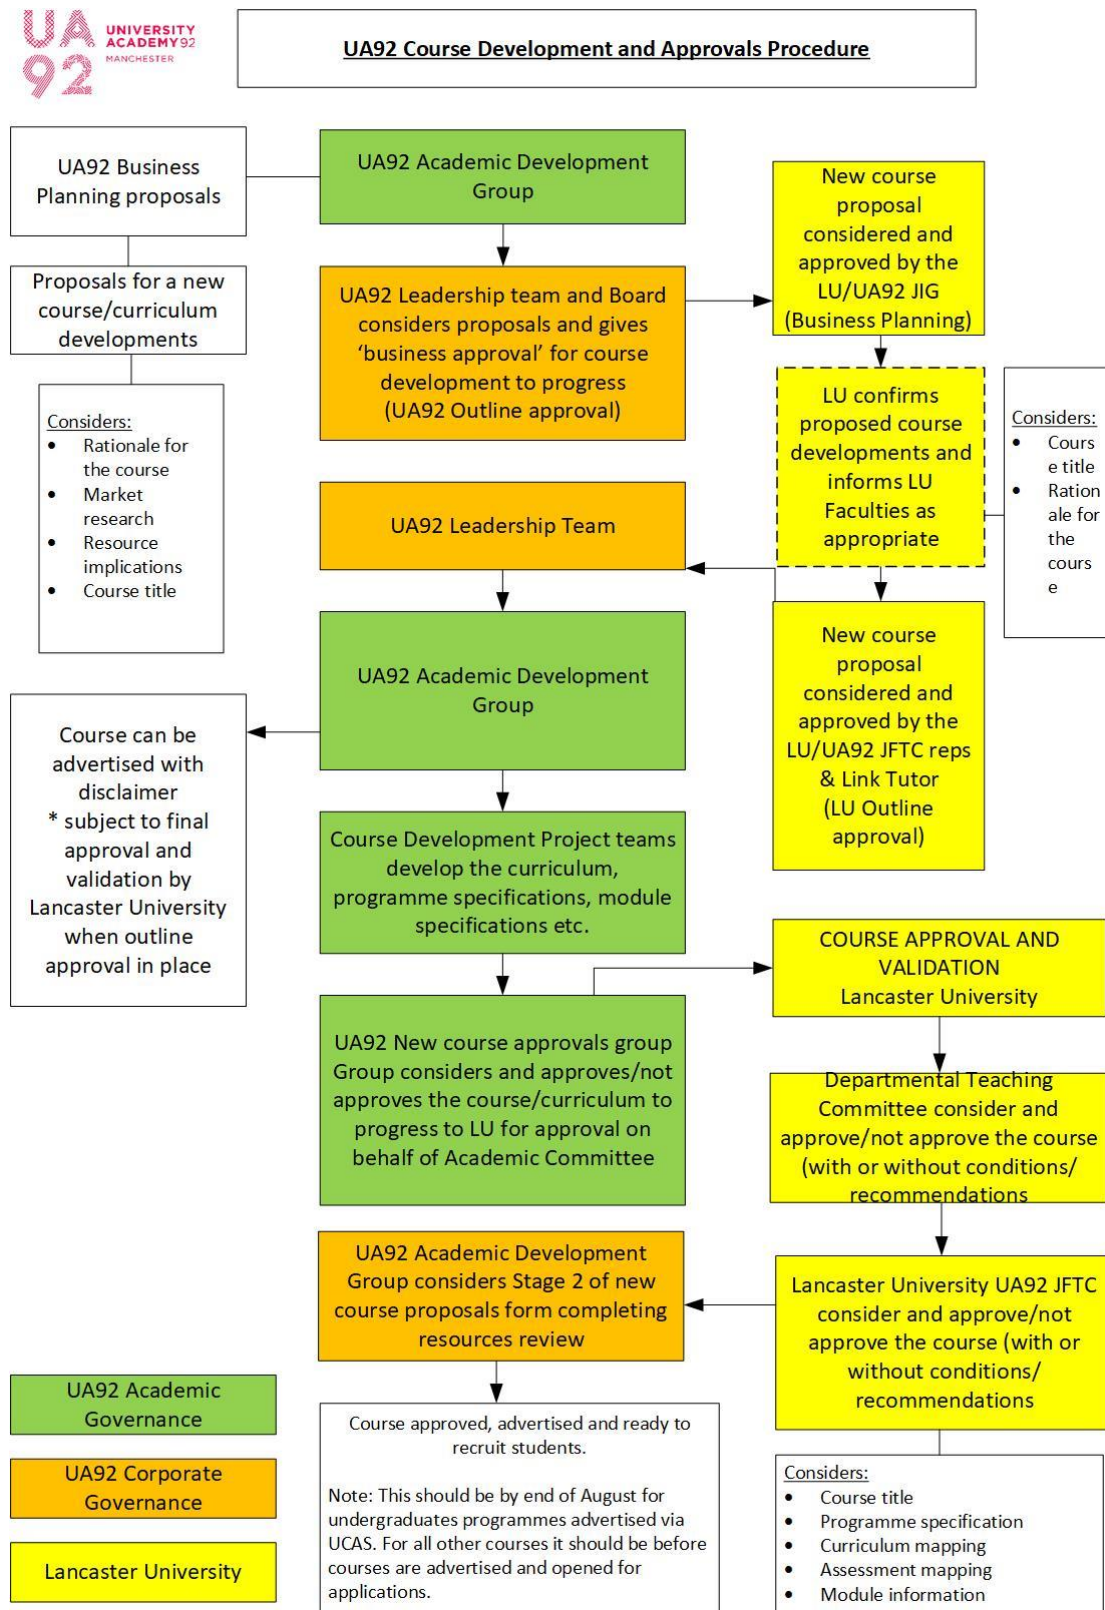 UA
92
UNIVERSITY
ACADEMY92
MANCHESTER
UA92 Course Development and Approvals Procedure
UA92 Business
Planning proposals
UA92 Academic Development
Group
New course
proposal
considered and
approved by the
LU/UA92 JIG
(Business Planning)
Proposals for a new
course/curriculum
developments
UA92 Leadership team and Board
considers proposals and gives
‘business approval’ for course
development to progress
(UA92 Outline approval)
Considers:
• Rationale for
the course
• Market
research
• Resource
implications
• Course title
LU confirms
proposed course
developments and
informs LU
Faculties as
appropriate
Considers:
• Cours
e title
• Ration
ale for
the
cours
e
UA92 Leadership Team
New course
proposal
considered and
approved by the
LU/UA92 JFTC reps
& Link Tutor
(LU Outline
approval)
UA92 Academic Development
Group
Course can be
advertised with
disclaimer
* subject to final
approval and
validation by
Lancaster University
when outline
approval in place
Course Development Project teams
develop the curriculum,
programme specifications, module
specifications etc.
COURSE APPROVAL AND
VALIDATION
Lancaster University
UA92 New course approvals group
Group considers and approves/not
approves the course/curriculum to
progress to LU for approval on
behalf of Academic Committee
Departmental Teaching
Committee consider and
approve/not approve the course
(with or without conditions/
recommendations
UA92 Academic Development
Group considers Stage 2 of new
course proposals form completing
resources review
Lancaster University UA92 JFTC
consider and approve/not
approve the course (with or
without conditions/
recommendations
UA92 Academic
Governance
UA92 Corporate
Governance
Lancaster University
Course approved, advertised and ready to
recruit students.
Note: This should be by end of August for
undergraduates programmes advertised via
UCAS. For all other courses it should be before
courses are advertised and opened for
applications.
Considers:
• Course title
• Programme specification
• Curriculum mapping
• Assessment mapping
• Module information